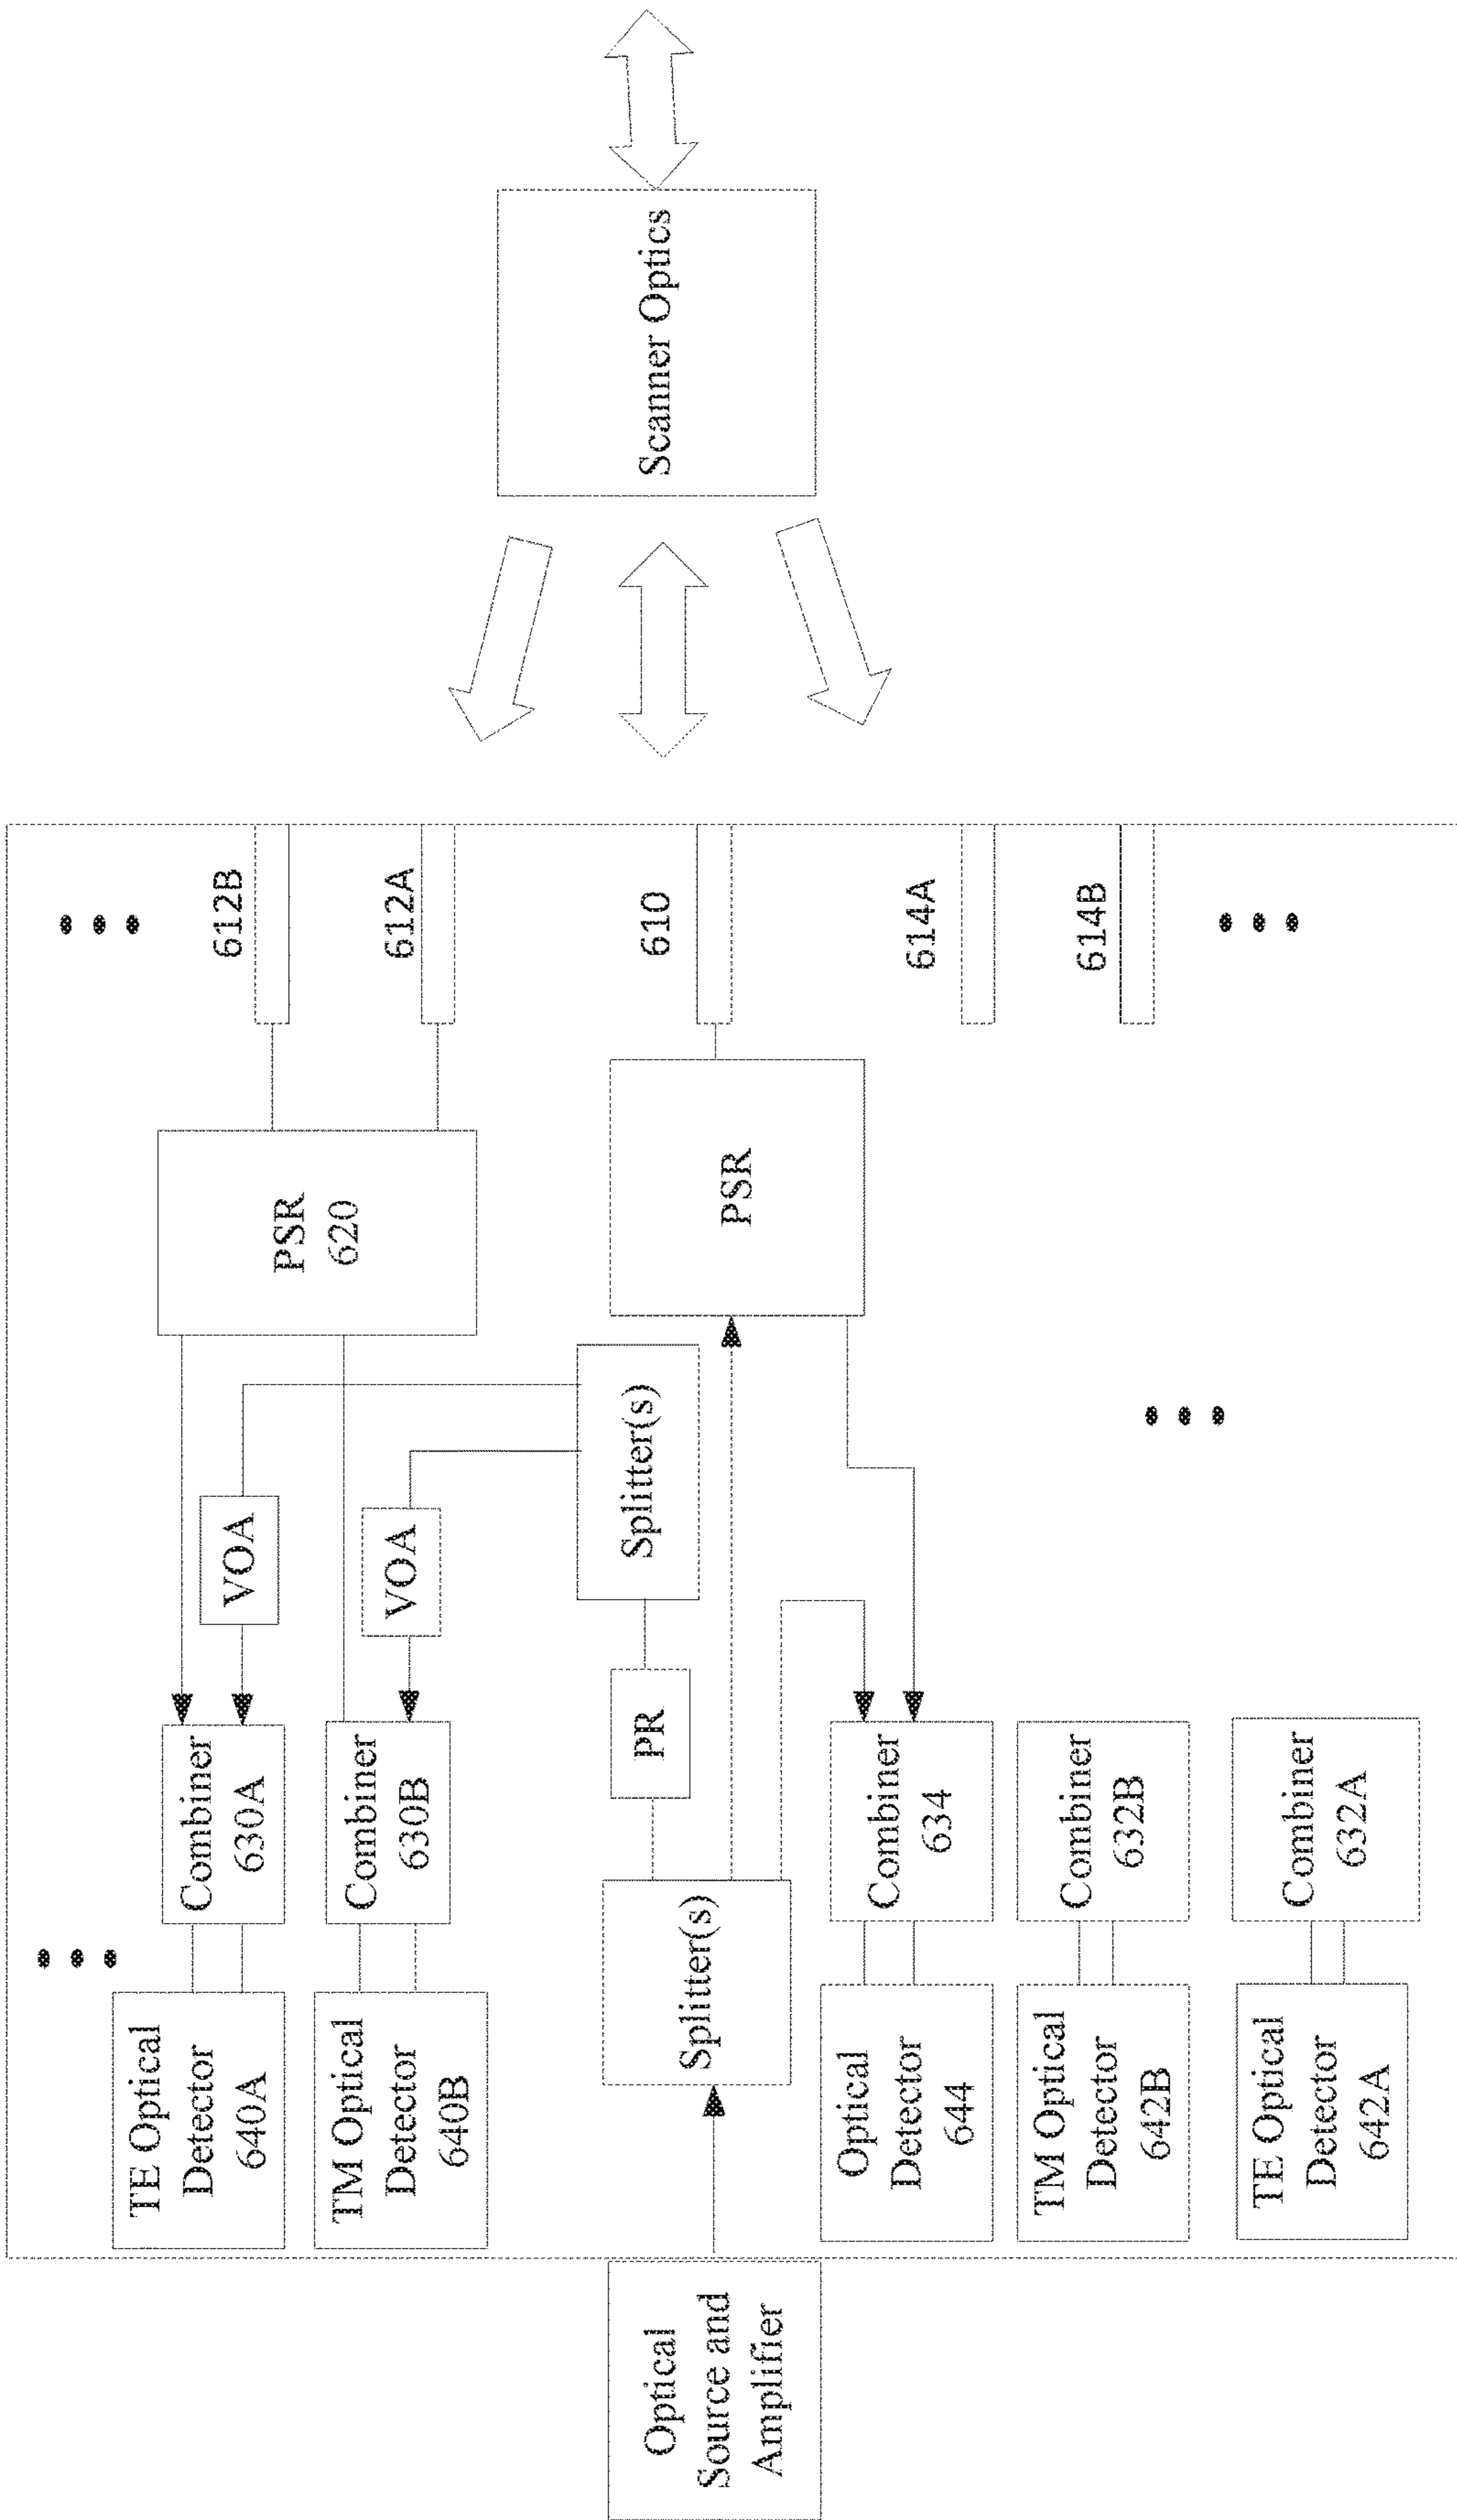 TE Optical
Detector
640A
Combiner
630A
VOA
PSR
620
612B
612A
TM Optical
Detector
640B
Combiner
630B
VOA
PR
Splitter(s)
Optical
Source and
Amplifier
Splitter(s)
PSR
610
Scanner Optics
Optical
Detector
644
Combiner
634
614A
TM Optical
Detector
642B
Combiner
632B
614B
TE Optical
Detector
642A
Combiner
632A